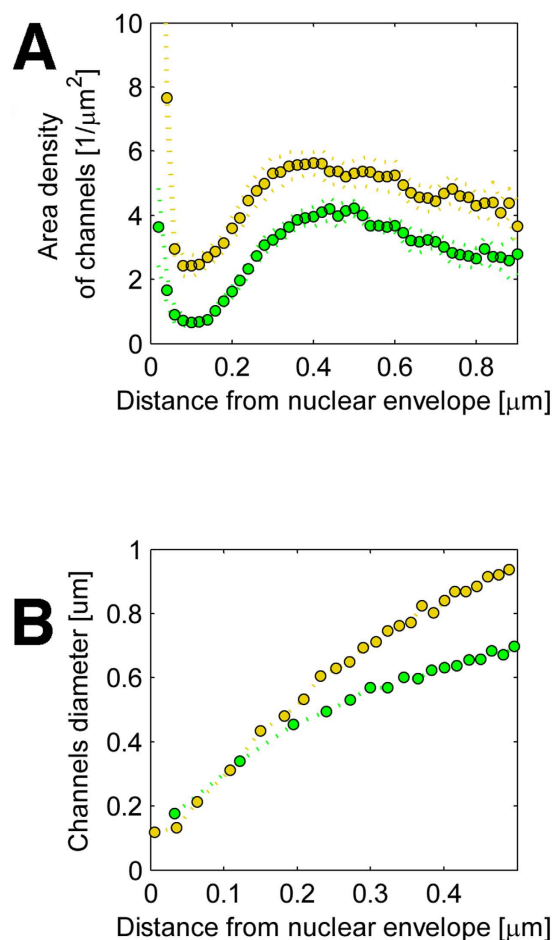 A
Area density
of channels [1/μm²]
10
8
6
4
2
0
0 0.2 0.4 0.6 0.8
Distance from nuclear envelope [μm]
B
Channels diameter [um]
1
0.8
0.6
0.4
0.2
0
0 0.1 0.2 0.3 0.4
Distance from nuclear envelope [μm]